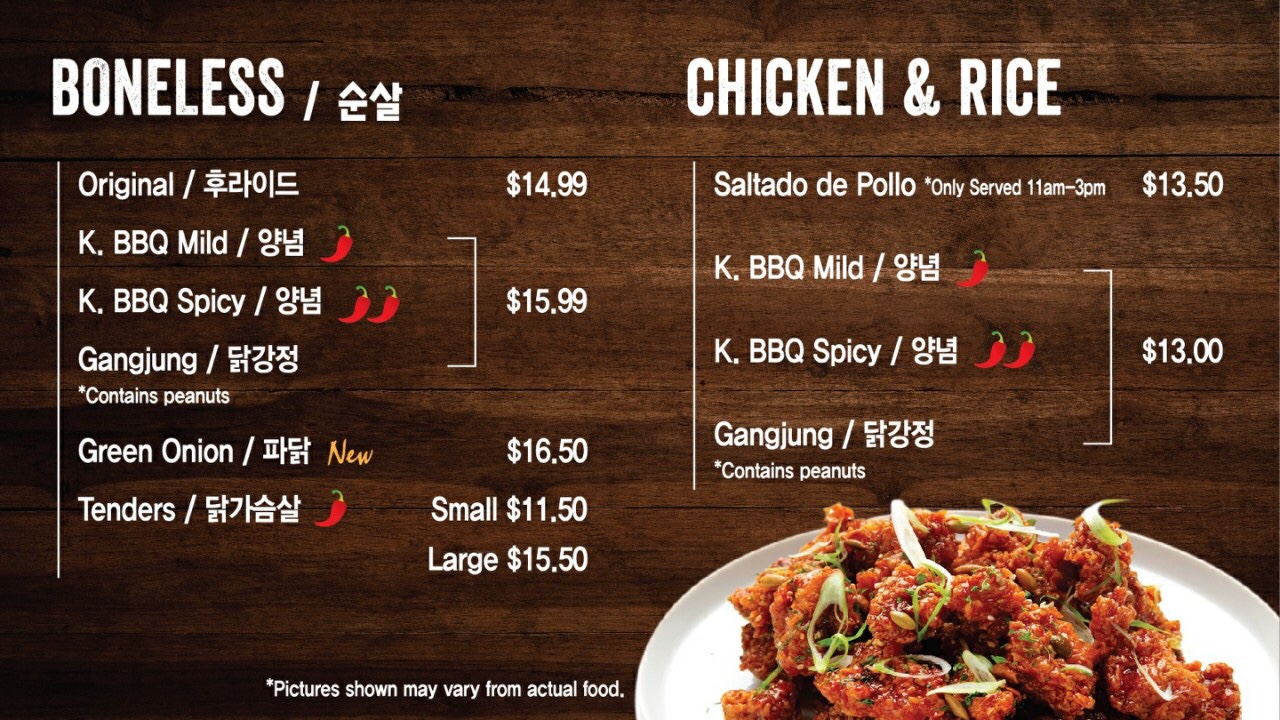 BONELESS / 순살
Original / 후라이드 $14.99
K. BBQ Mild / 양념
K. BBQ Spicy / 양념 $15.99
Gangjung / 닭강정
*Contains peanuts
Green Onion / 파닭 New $16.50
Tenders / 닭가슴살 Small $11.50
Large $15.50
CHICKEN & RICE
Saltado de Pollo *Only Served 11am-3pm $13.50
K. BBQ Mild / 양념
K. BBQ Spicy / 양념 $13.00
Gangjung / 닭강정
*Contains peanuts
*Pictures shown may vary from actual food.